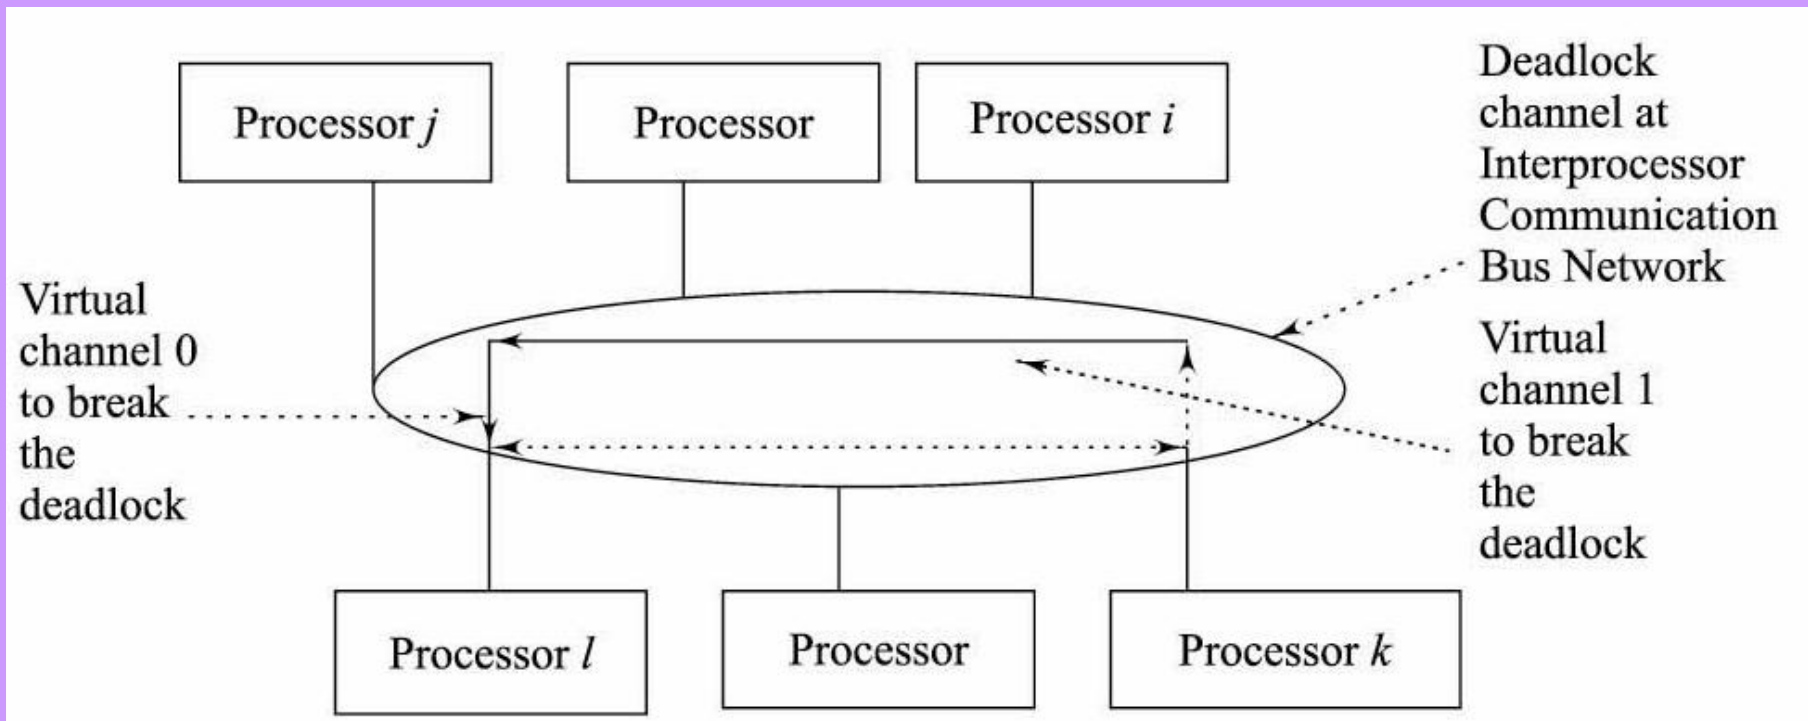 Processor j
Processor
Processor i
Deadlock
channel at
Interprocessor
Communication
Bus Network
Virtual
channel 0
to break
the
deadlock
Virtual
channel 1
to break
the
deadlock
Processor l
Processor
Processor k